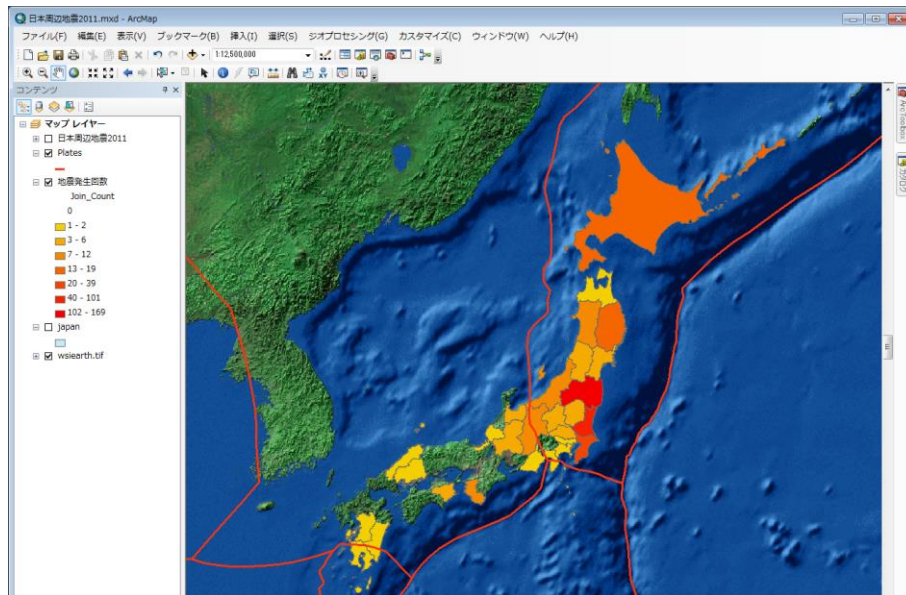 日本周辺地震2011.mxd - ArcMap
ファイル(F) 編集(E) 表示(V) ブックマーク(B) 挿入(I) 選択(S) ジオプロセシング(G) カスタマイズ(C) ウィンドウ(W) ヘルプ(H)
1:12,500,000
コンテンツ
マップ レイヤー
日本周辺地震2011
Plates
地震発生回数
Join_Count
0
1 - 2
3 - 6
7 - 12
13 - 19
20 - 39
40 - 101
102 - 169
japan
wsiearth.tif
ArcToolbox
カタログ